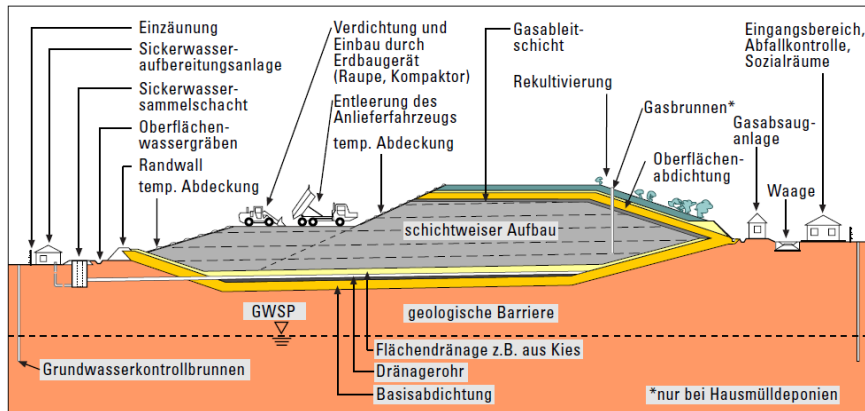 Einzäunung
Sickerwasser-
aufbereitungsanlage
Sickerwasser-
sammelschacht
Oberflächen-
wassergräben
Randwall
temp. Abdeckung
Verdichtung und
Einbau durch
Erdbaugerät
(Raupe, Kompaktor)
Entleerung des
Anlieferfahrzeugs
temp. Abdeckung
Gasableit-
schicht
Rekultivierung
Gasbrunnen*
Oberflächen-
abdichtung
Eingangsbereich,
Abfallkontrolle,
Sozialräume
Gasabsaug-
anlage
Waage
schichtweiser Aufbau
GWSP
geologische Barriere
Flächendränage z.B. aus Kies
Dränagerohr
Basisabdichtung
Grundwasserkontrollbrunnen
*nur bei Hausmülldeponien